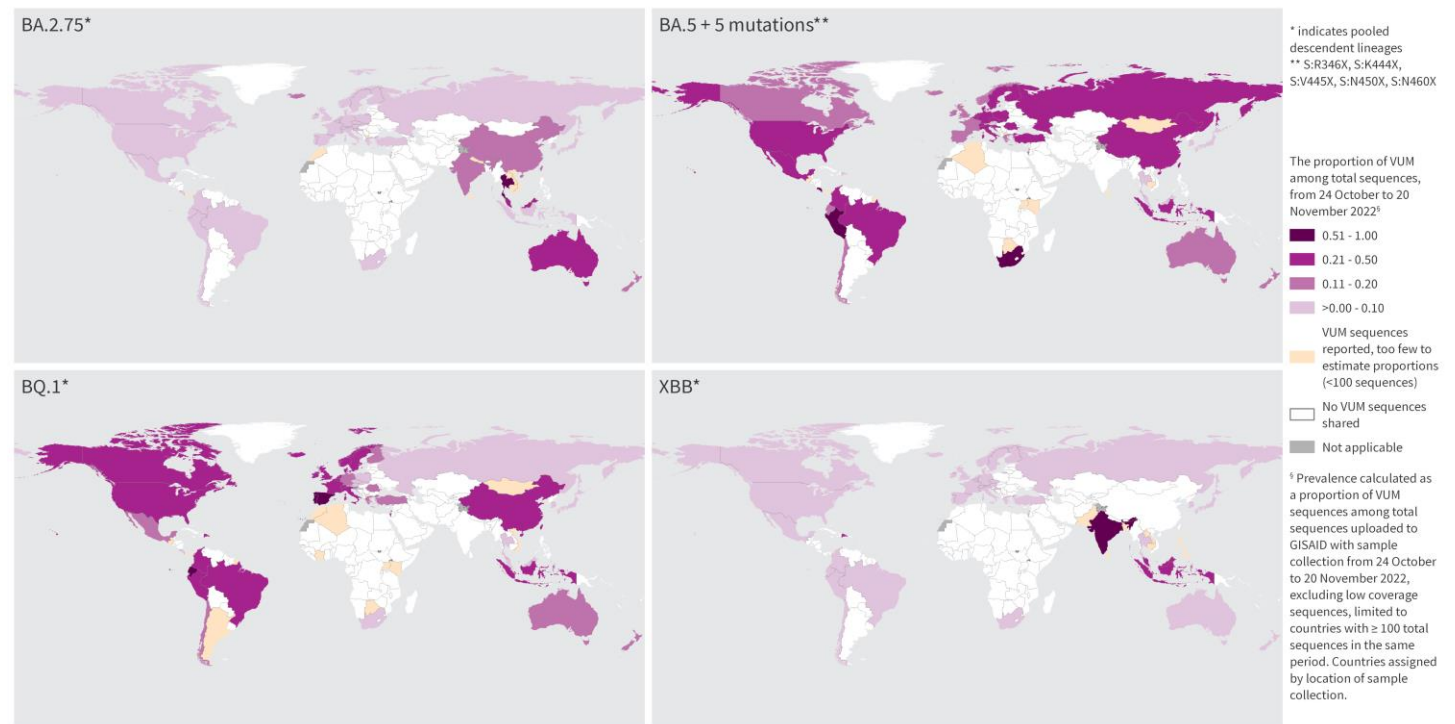 BA.2.75*
BA.5 + 5 mutations**
* indicates pooled
descendent lineages
** S:R346X, S:K444X,
S:V445X, S:N450X, S:N460X
The proportion of VUM
among total sequences,
from 24 October to 20
November 2022§
0.51 - 1.00
0.21 - 0.50
0.11 - 0.20
>0.00 - 0.10
VUM sequences
reported, too few to
estimate proportions
(<100 sequences)
No VUM sequences
shared
Not applicable
§ Prevalence calculated as
a proportion of VUM
sequences among total
sequences uploaded to
GISAID with sample
collection from 24 October
to 20 November 2022,
excluding low coverage
sequences, limited to
countries with ≥ 100 total
sequences in the same
period. Countries assigned
by location of sample
collection.
BQ.1*
XBB*